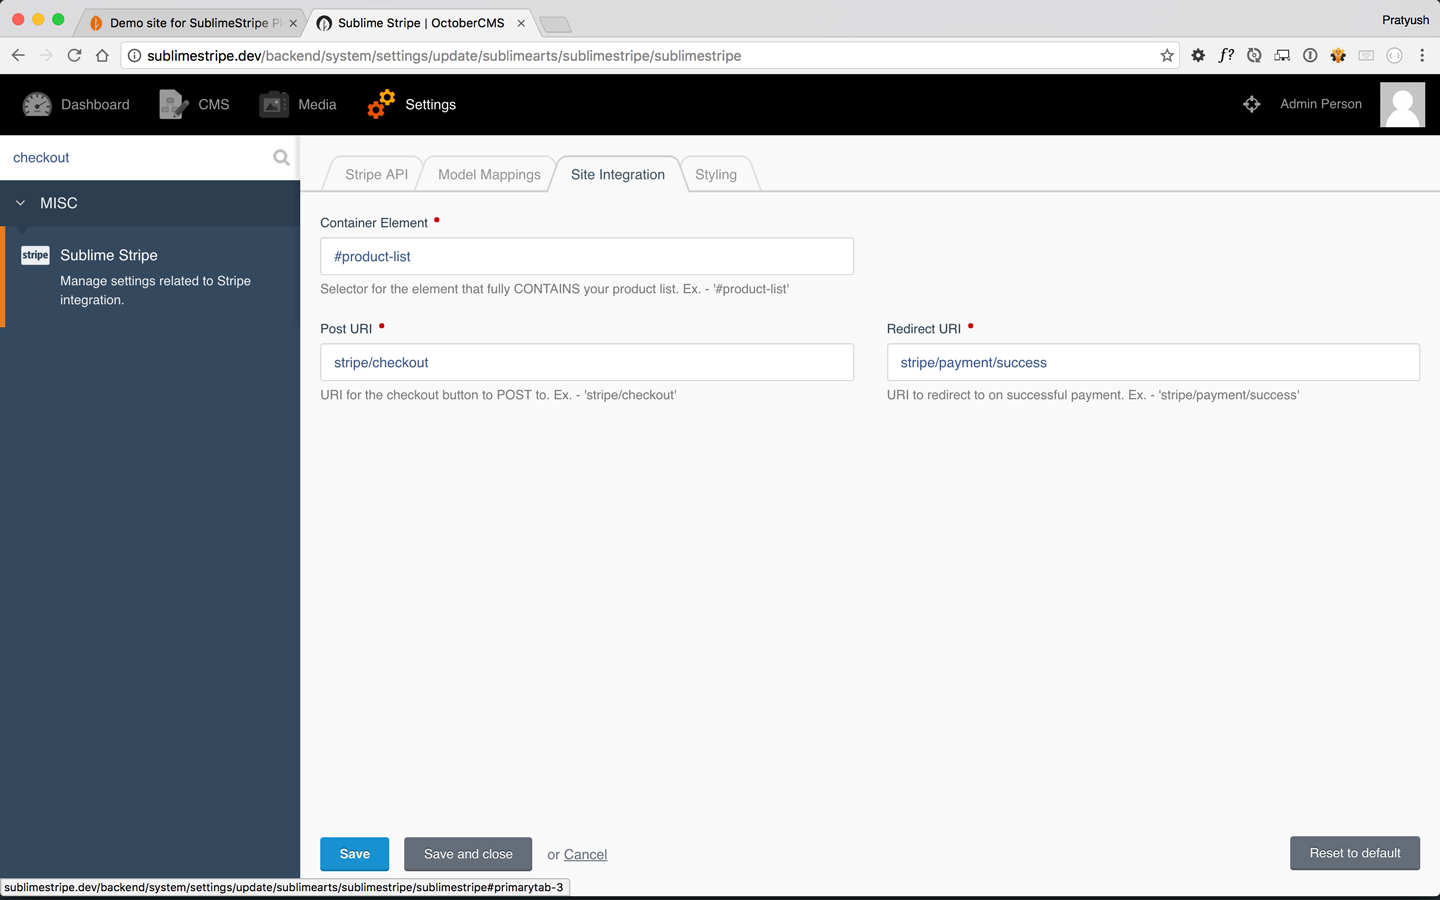 Demo site for SublimeStripe Pl
Sublime Stripe | OctoberCMS
Pratyush
sublimestripe.dev/backend/system/settings/update/sublimearts/sublimestripe/sublimestripe
f?
Dashboard
CMS
Media
Settings
Admin Person
checkout
MISC
stripe
Sublime Stripe
Manage settings related to Stripe
integration.
Stripe API
Model Mappings
Site Integration
Styling
Container Element
#product-list
Selector for the element that fully CONTAINS your product list. Ex. - '#product-list'
Post URI
stripe/checkout
URI for the checkout button to POST to. Ex. - 'stripe/checkout'
Redirect URI
stripe/payment/success
URI to redirect to on successful payment. Ex. - 'stripe/payment/success'
Save
Save and close
or Cancel
Reset to default
sublimestripe.dev/backend/system/settings/update/sublimearts/sublimestripe/sublimestripe#primarytab-3